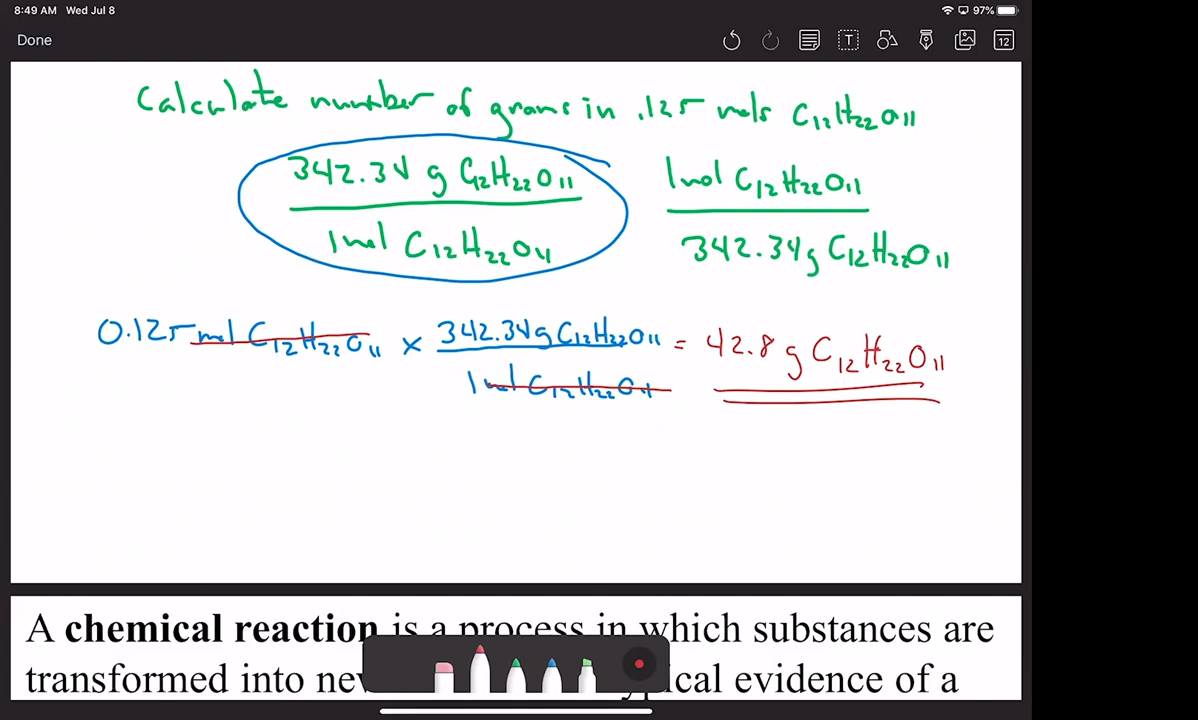 8:49 AM Wed Jul 8
97%
Done
T
12
Calculate number of grams in .125 mols C₁₂H₂₂O₁₁
342.34 g C₁₂H₂₂O₁₁
1 mol C₁₂H₂₂O₁₁
1 mol C₁₂H₂₂O₁₁
342.34 g C₁₂H₂₂O₁₁
0.125 mol C₁₂H₂₂O₁₁ × 342.34 g C₁₂H₂₂O₁₁ = 42.8 g C₁₂H₂₂O₁₁
1 mol C₁₂H₂₂O₁₁
A chemical reaction is a process in which substances are
transformed into evidence of a